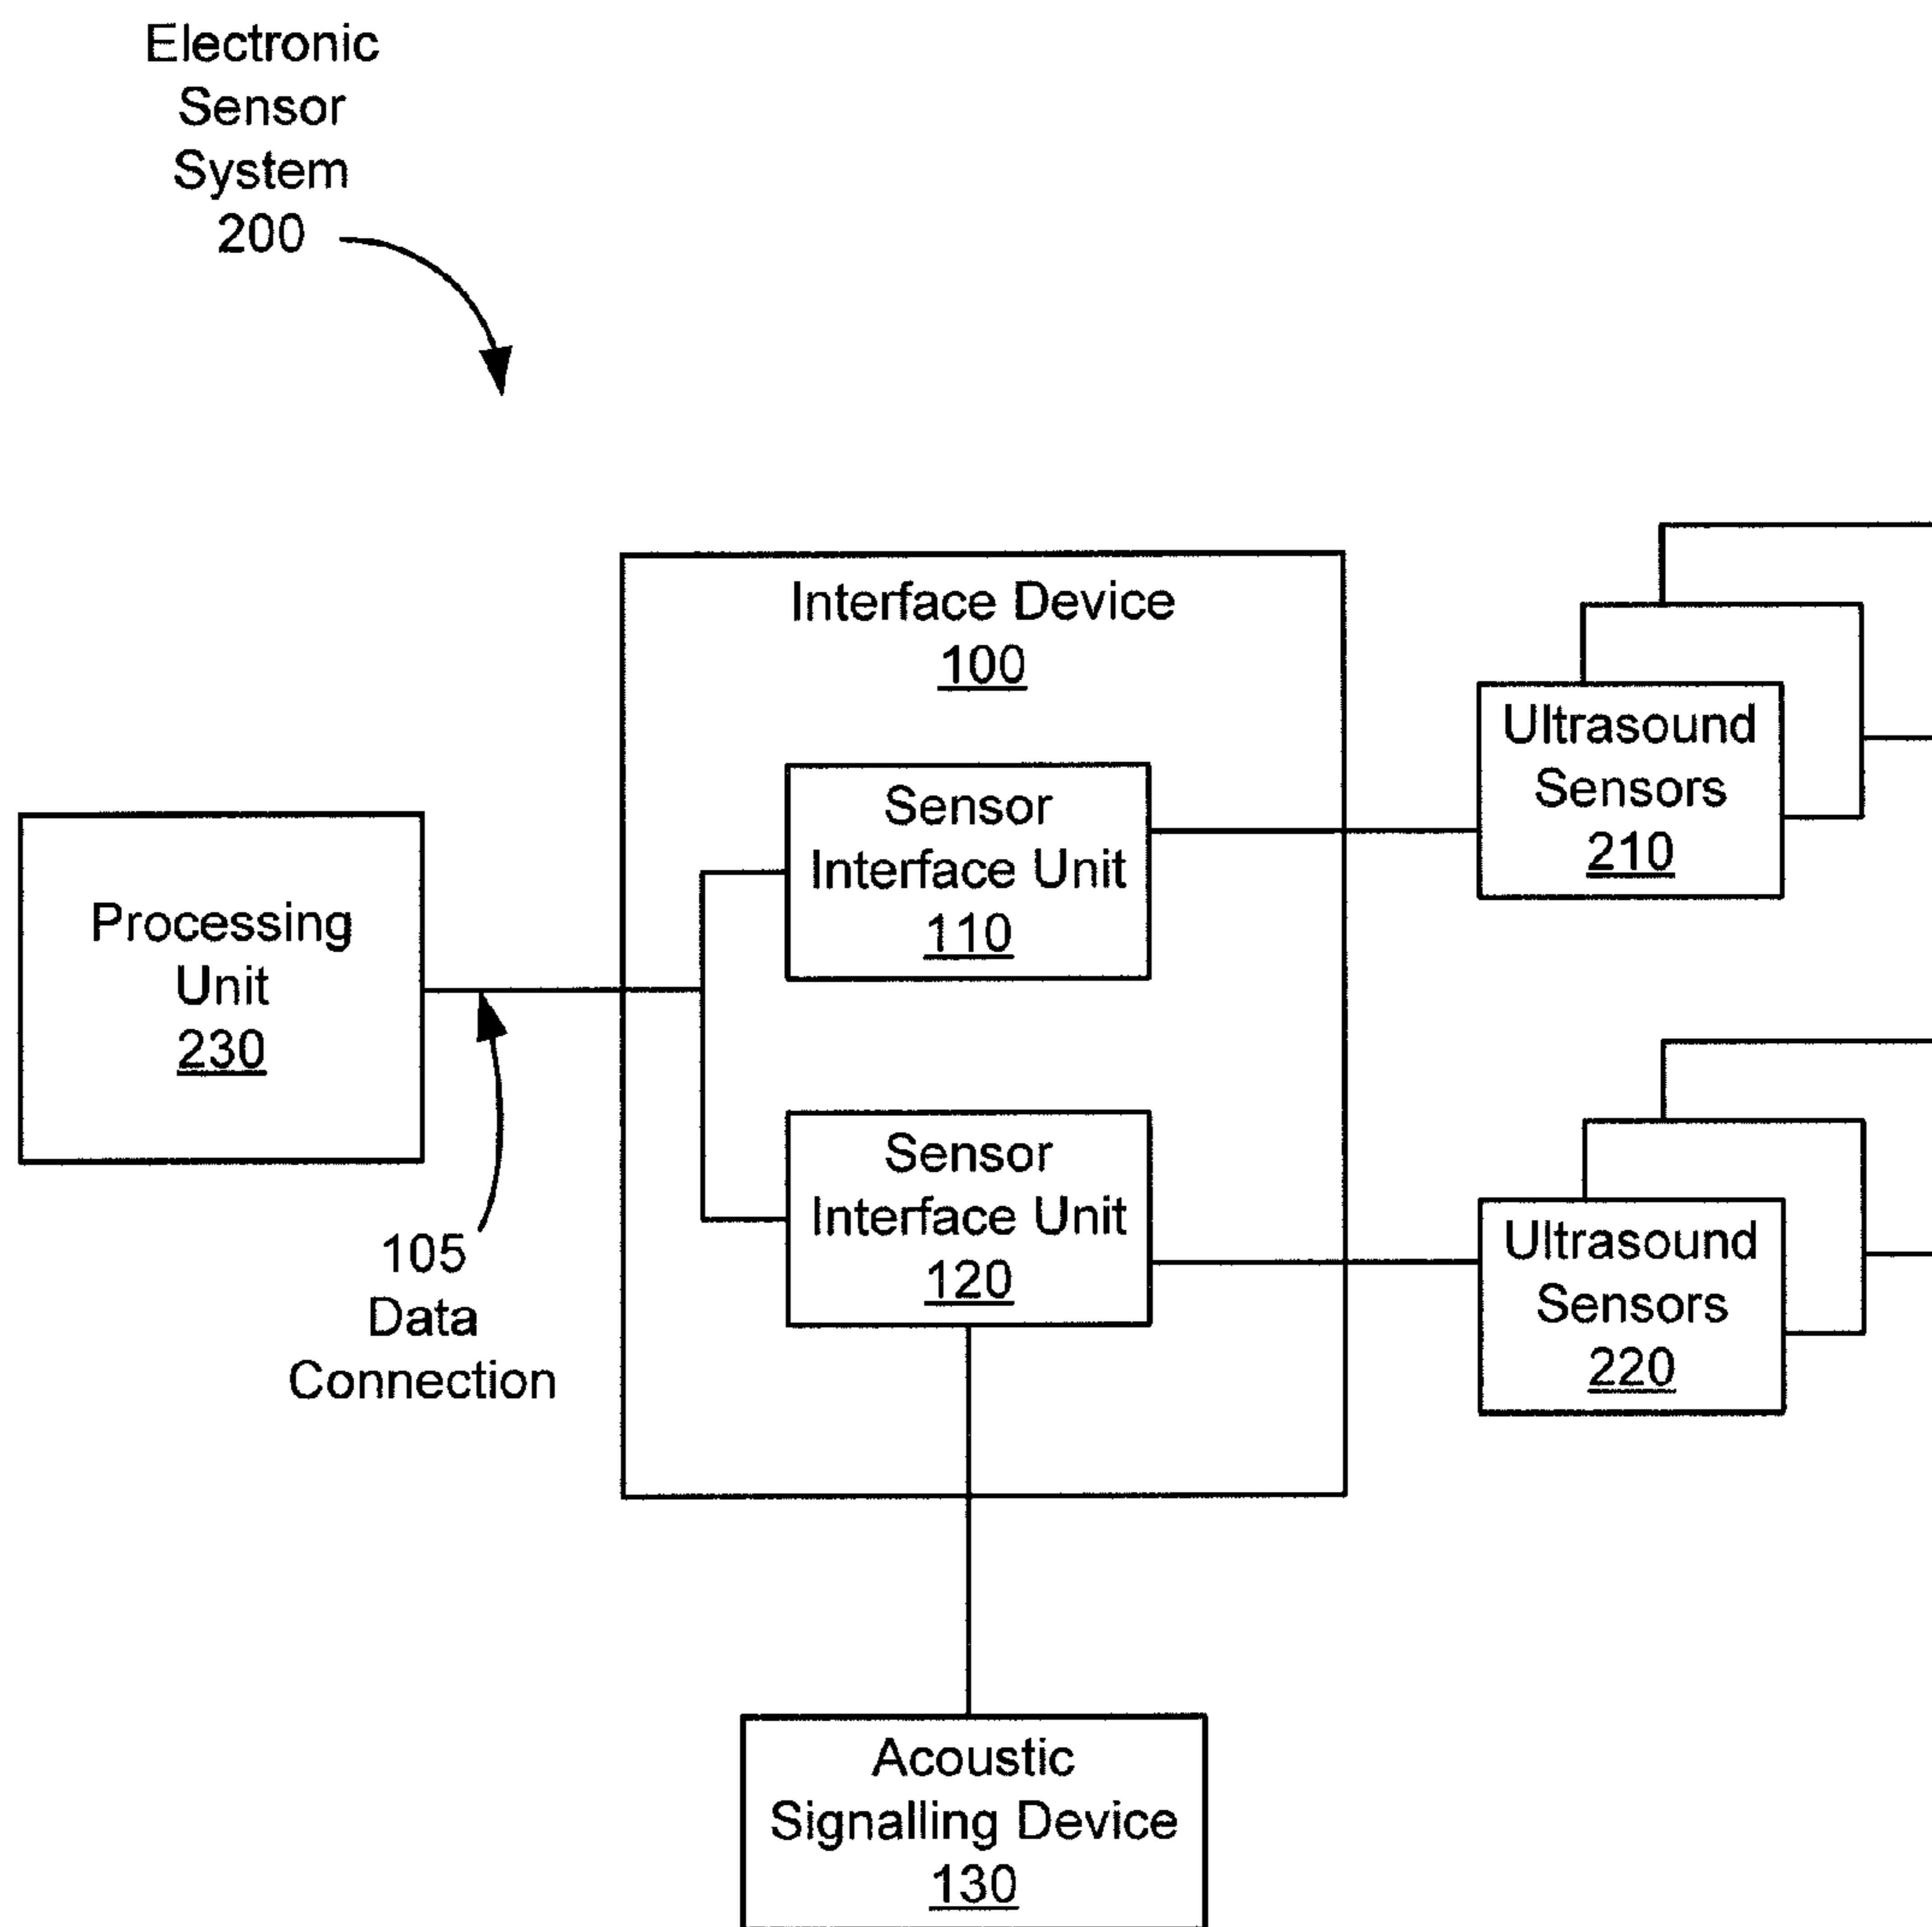 Electronic
Sensor
System
200
Interface Device
100
Sensor
Interface Unit
110
Ultrasound
Sensors
210
Processing
Unit
230
Sensor
Interface Unit
120
Ultrasound
Sensors
220
105
Data
Connection
Acoustic
Signalling Device
130